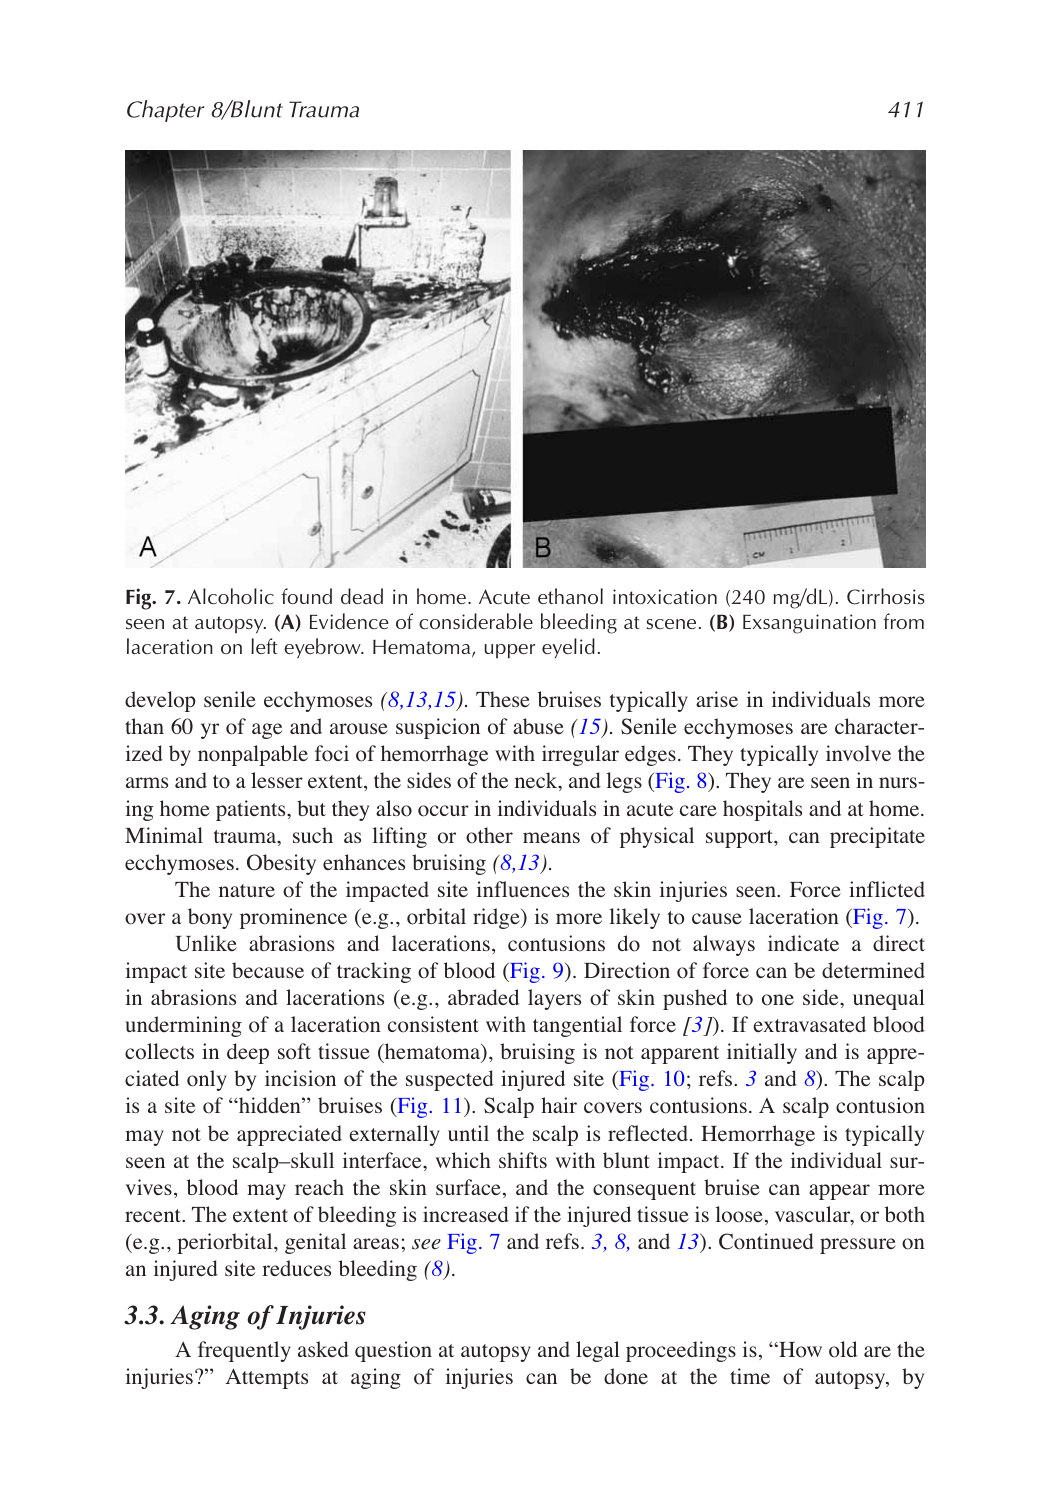 Chapter 8/Blunt Trauma 411
A
B
CM 1 2
Fig. 7. Alcoholic found dead in home. Acute ethanol intoxication (240 mg/dL). Cirrhosis
seen at autopsy. (A) Evidence of considerable bleeding at scene. (B) Exsanguination from
laceration on left eyebrow. Hematoma, upper eyelid.
develop senile ecchymoses (8,13,15). These bruises typically arise in individuals more
than 60 yr of age and arouse suspicion of abuse (15). Senile ecchymoses are character-
ized by nonpalpable foci of hemorrhage with irregular edges. They typically involve the
arms and to a lesser extent, the sides of the neck, and legs (Fig. 8). They are seen in nurs-
ing home patients, but they also occur in individuals in acute care hospitals and at home.
Minimal trauma, such as lifting or other means of physical support, can precipitate
ecchymoses. Obesity enhances bruising (8,13).
The nature of the impacted site influences the skin injuries seen. Force inflicted
over a bony prominence (e.g., orbital ridge) is more likely to cause laceration (Fig. 7).
Unlike abrasions and lacerations, contusions do not always indicate a direct
impact site because of tracking of blood (Fig. 9). Direction of force can be determined
in abrasions and lacerations (e.g., abraded layers of skin pushed to one side, unequal
undermining of a laceration consistent with tangential force [3]). If extravasated blood
collects in deep soft tissue (hematoma), bruising is not apparent initially and is appre-
ciated only by incision of the suspected injured site (Fig. 10; refs. 3 and 8). The scalp
is a site of “hidden” bruises (Fig. 11). Scalp hair covers contusions. A scalp contusion
may not be appreciated externally until the scalp is reflected. Hemorrhage is typically
seen at the scalp–skull interface, which shifts with blunt impact. If the individual sur-
vives, blood may reach the skin surface, and the consequent bruise can appear more
recent. The extent of bleeding is increased if the injured tissue is loose, vascular, or both
(e.g., periorbital, genital areas; see Fig. 7 and refs. 3, 8, and 13). Continued pressure on
an injured site reduces bleeding (8).
3.3. Aging of Injuries
A frequently asked question at autopsy and legal proceedings is, “How old are the
injuries?” Attempts at aging of injuries can be done at the time of autopsy, by